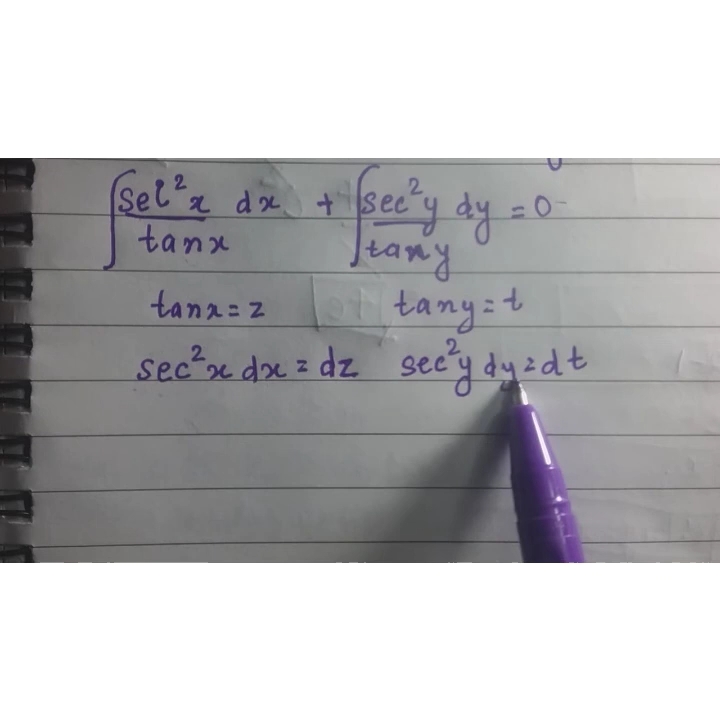 ∫ sec²x/tanx dx + ∫ sec²y/tany dy = 0
tanx = z tany = t
sec²x dx = dz sec²y dy = dt